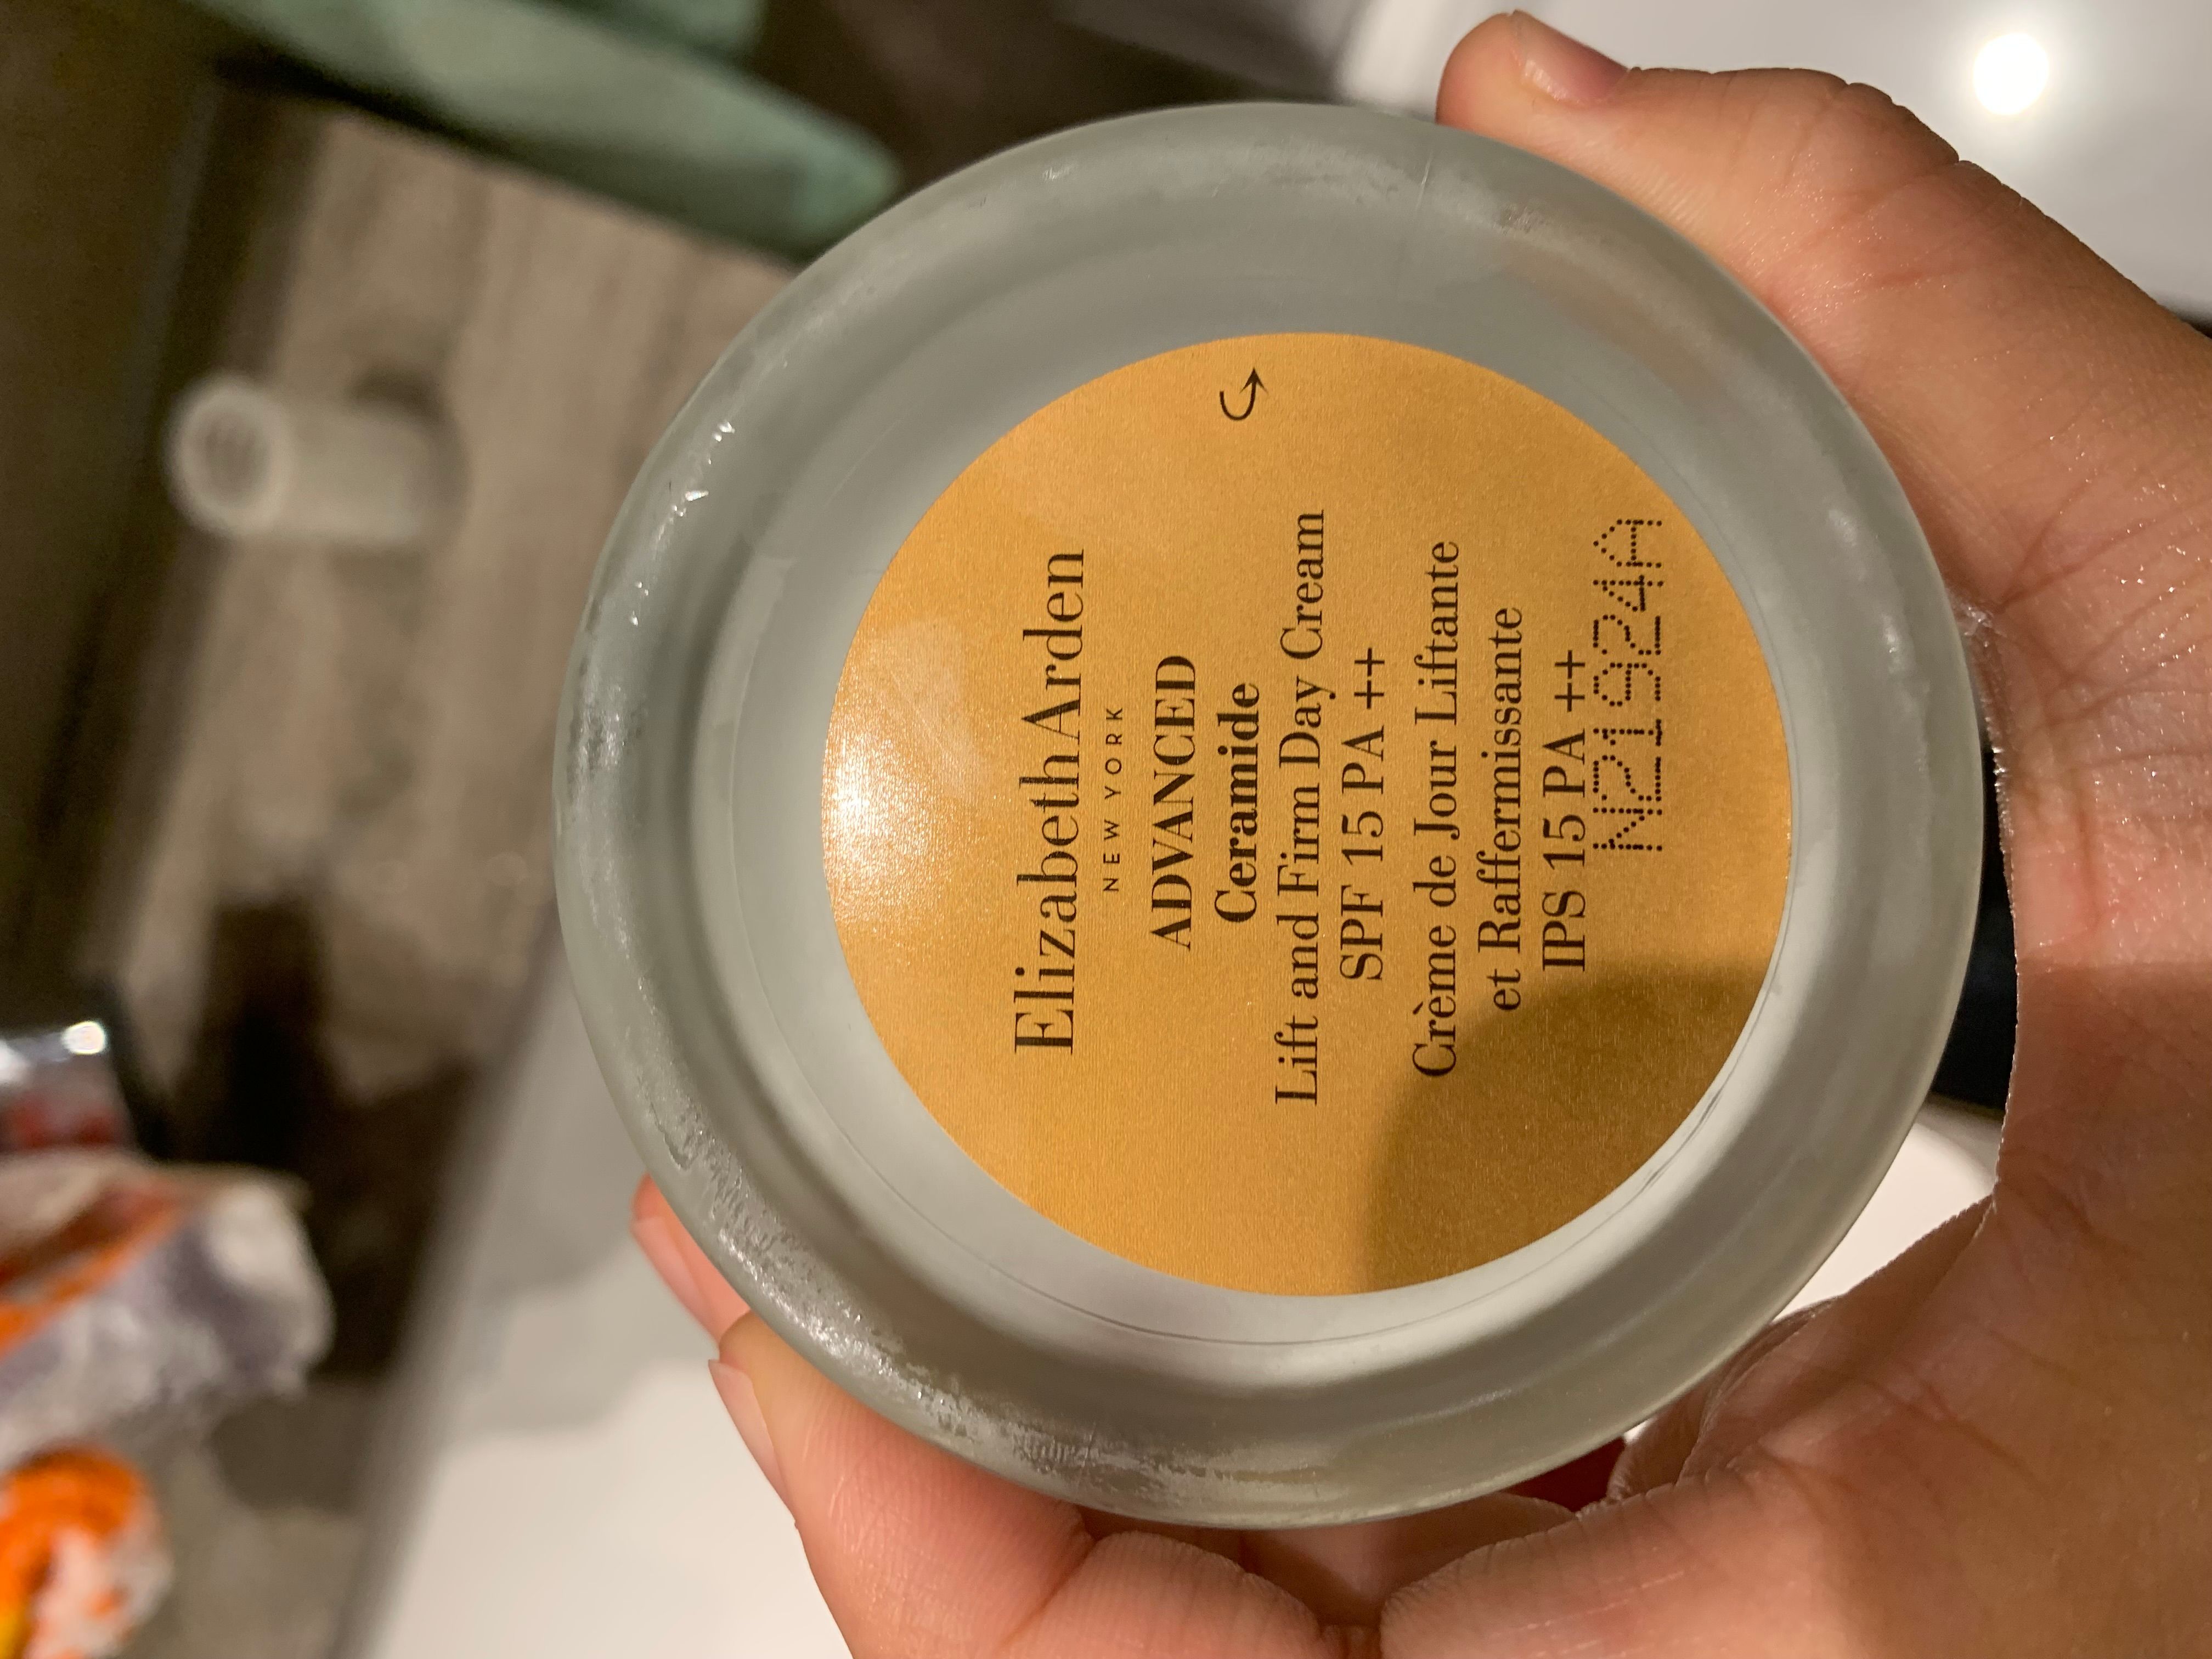 Elizabeth Arden
NEW YORK
ADVANCED
Ceramide
Lift and Firm Day Cream
SPF 15 PA ++
Crème de Jour Liftante
et Raffermissante
IPS 15 PA ++
N21924A